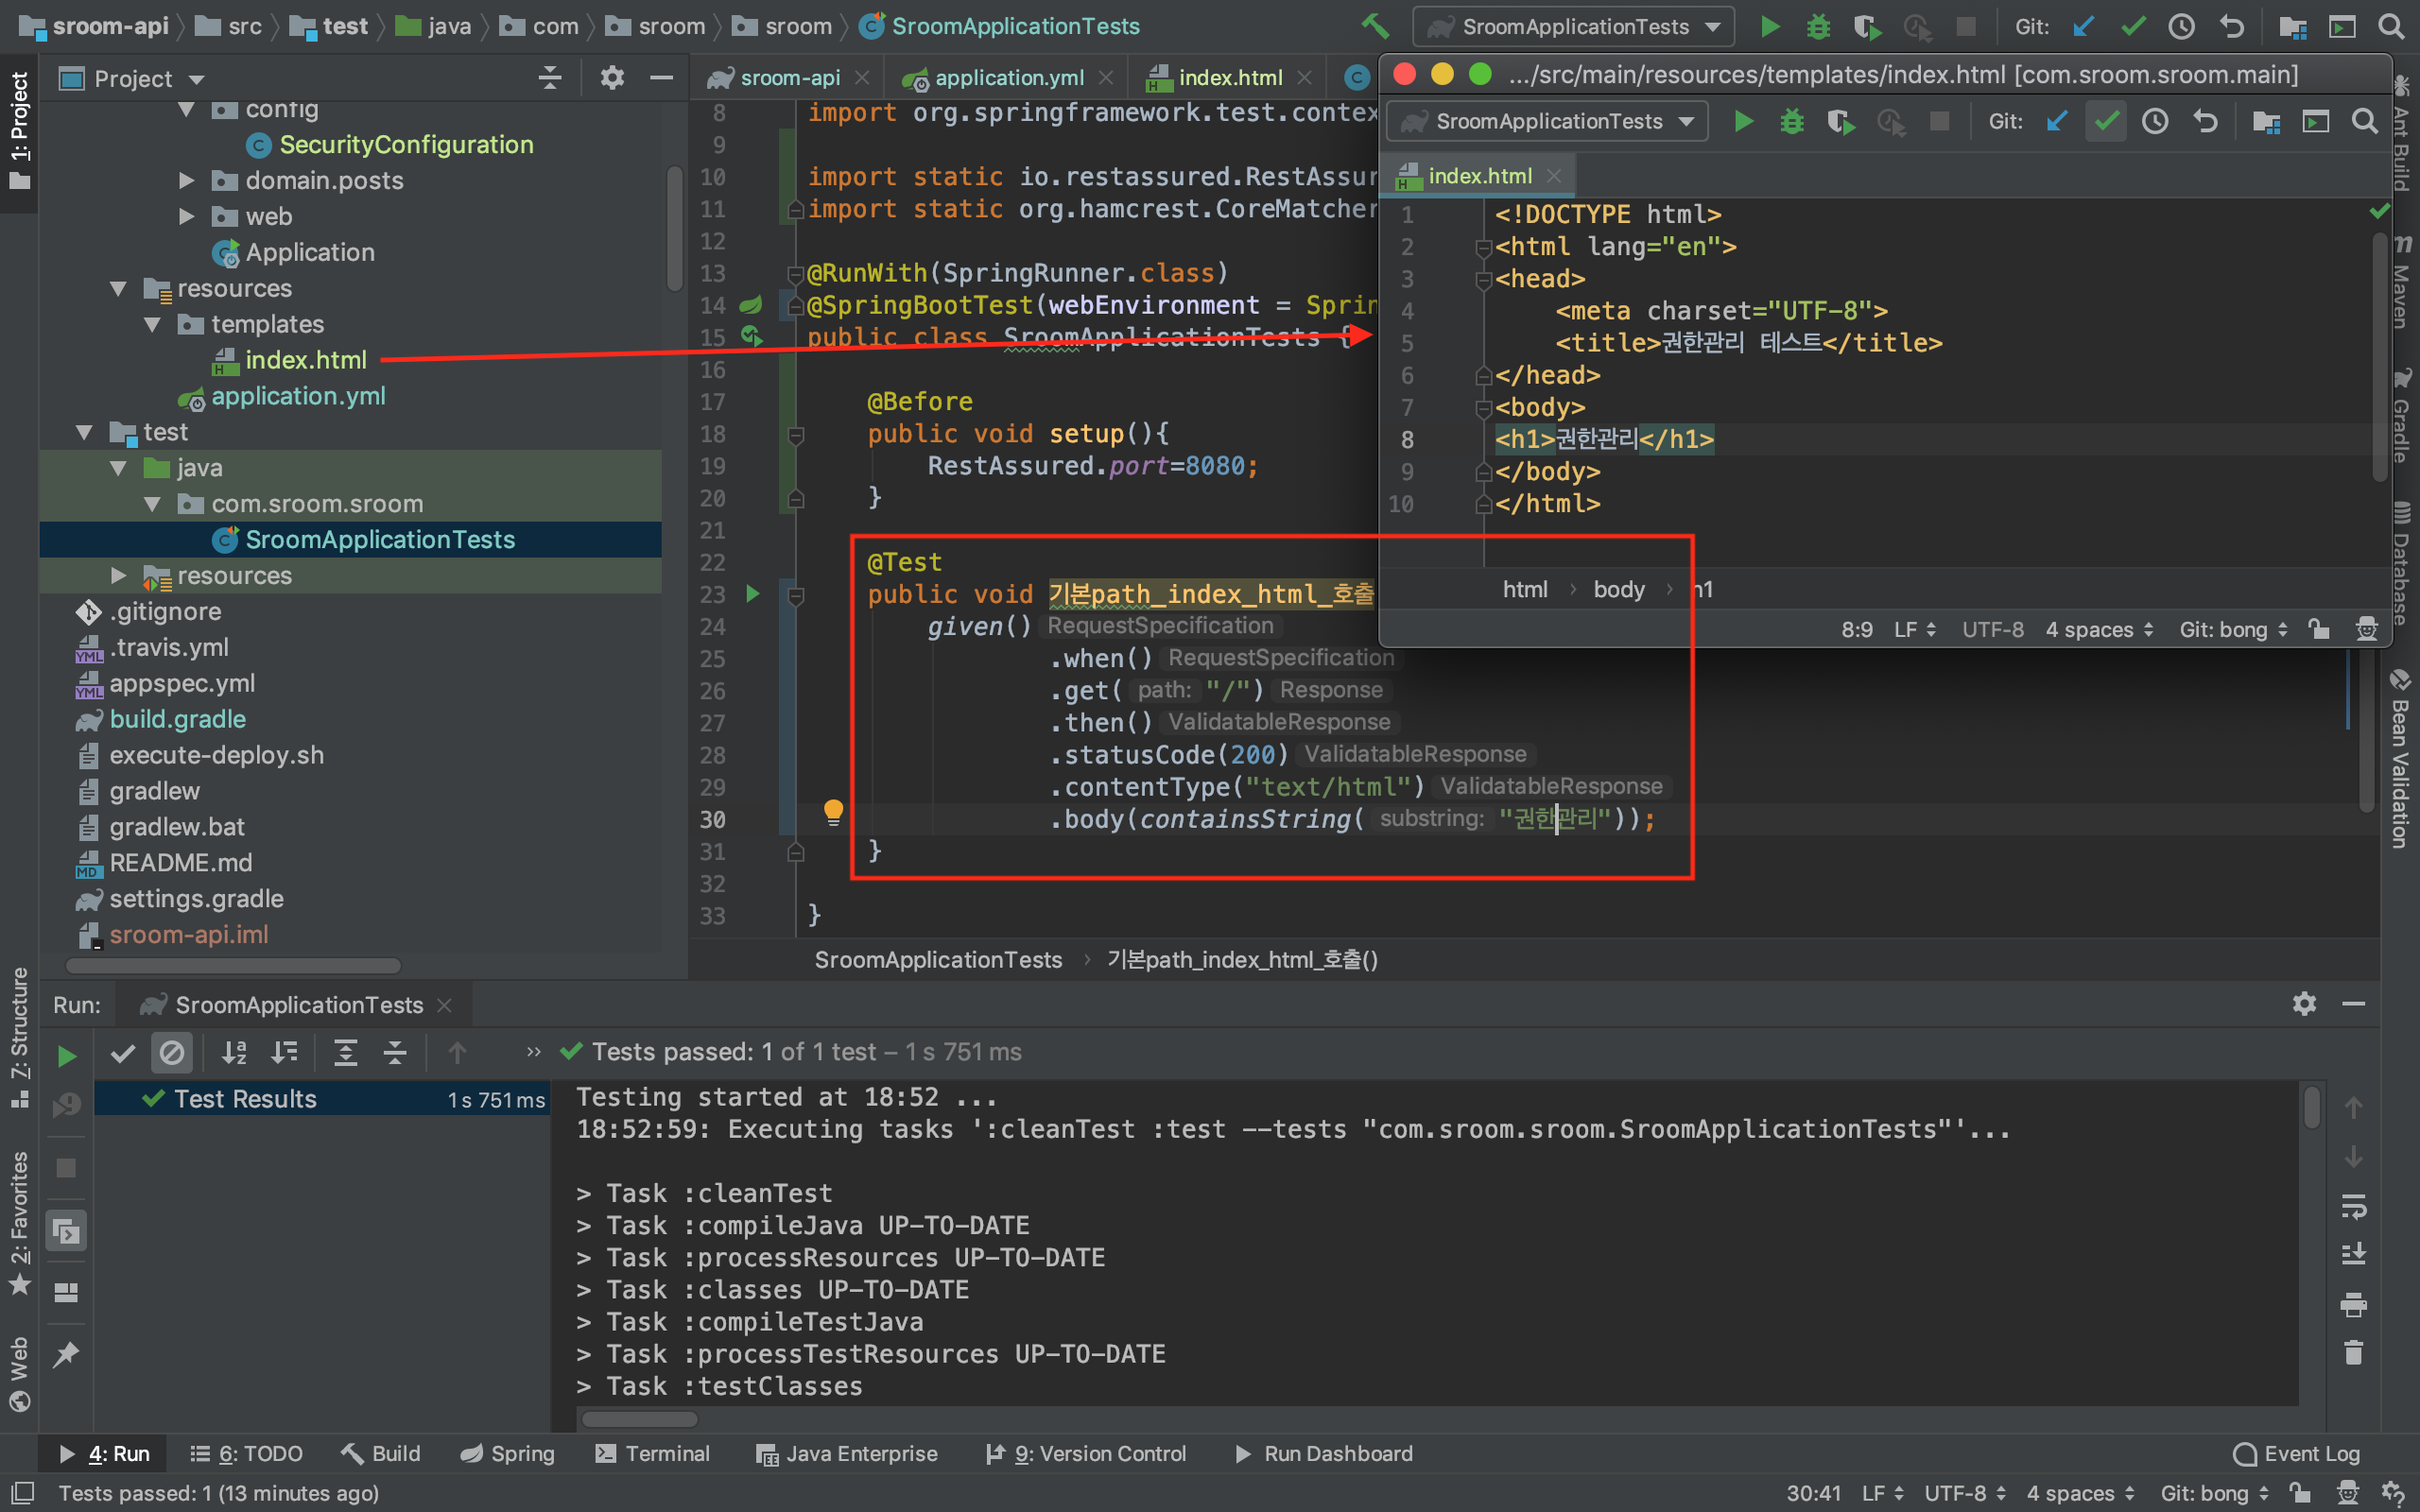 sroom-api src test java com sroom sroom SroomApplicationTests
SroomApplicationTests Git:
1: Project
Project
config
SecurityConfiguration
domain.posts
web
Application
resources
templates
index.html
application.yml
test
java
com.sroom.sroom
SroomApplicationTests
resources
.gitignore
.travis.yml
appspec.yml
build.gradle
execute-deploy.sh
gradlew
gradlew.bat
README.md
settings.gradle
sroom-api.iml
sroom-api application.yml index.html
8 import org.springframework.test.contex
9
10 import static io.restassured.RestAssur
11 import static org.hamcrest.CoreMatcher
12
13 @RunWith(SpringRunner.class)
14 @SpringBootTest(webEnvironment = Sprin
15 public class SroomApplicationTests {
16
17 @Before
18 public void setup(){
19 RestAssured.port=8080;
20 }
21
22 @Test
23 public void 기본path_index_html_호출
24 given() RequestSpecification
25 .when() RequestSpecification
26 .get( path: "/") Response
27 .then() ValidatableResponse
28 .statusCode(200) ValidatableResponse
29 .contentType("text/html") ValidatableResponse
30 .body(containsString( substring: "권한관리"));
31 }
32
33 }
SroomApplicationTests 기본path_index_html_호출()
.../src/main/resources/templates/index.html [com.sroom.sroom.main]
SroomApplicationTests Git:
index.html
1 <!DOCTYPE html>
2 <html lang="en">
3 <head>
4 <meta charset="UTF-8">
5 <title>권한관리 테스트</title>
6 </head>
7 <body>
8 <h1>권한관리</h1>
9 </body>
10 </html>
html body h1
8:9 LF UTF-8 4 spaces Git: bong
Ant Build
Maven
Gradle
Database
Bean Validation
7: Structure
2: Favorites
Web
Run: SroomApplicationTests
Tests passed: 1 of 1 test – 1 s 751 ms
Test Results 1 s 751 ms
Testing started at 18:52 ...
18:52:59: Executing tasks ':cleanTest :test --tests "com.sroom.sroom.SroomApplicationTests"'...
> Task :cleanTest
> Task :compileJava UP-TO-DATE
> Task :processResources UP-TO-DATE
> Task :classes UP-TO-DATE
> Task :compileTestJava
> Task :processTestResources UP-TO-DATE
> Task :testClasses
4: Run 6: TODO Build Spring Terminal Java Enterprise 9: Version Control Run Dashboard Event Log
Tests passed: 1 (13 minutes ago) 30:41 LF UTF-8 4 spaces Git: bong